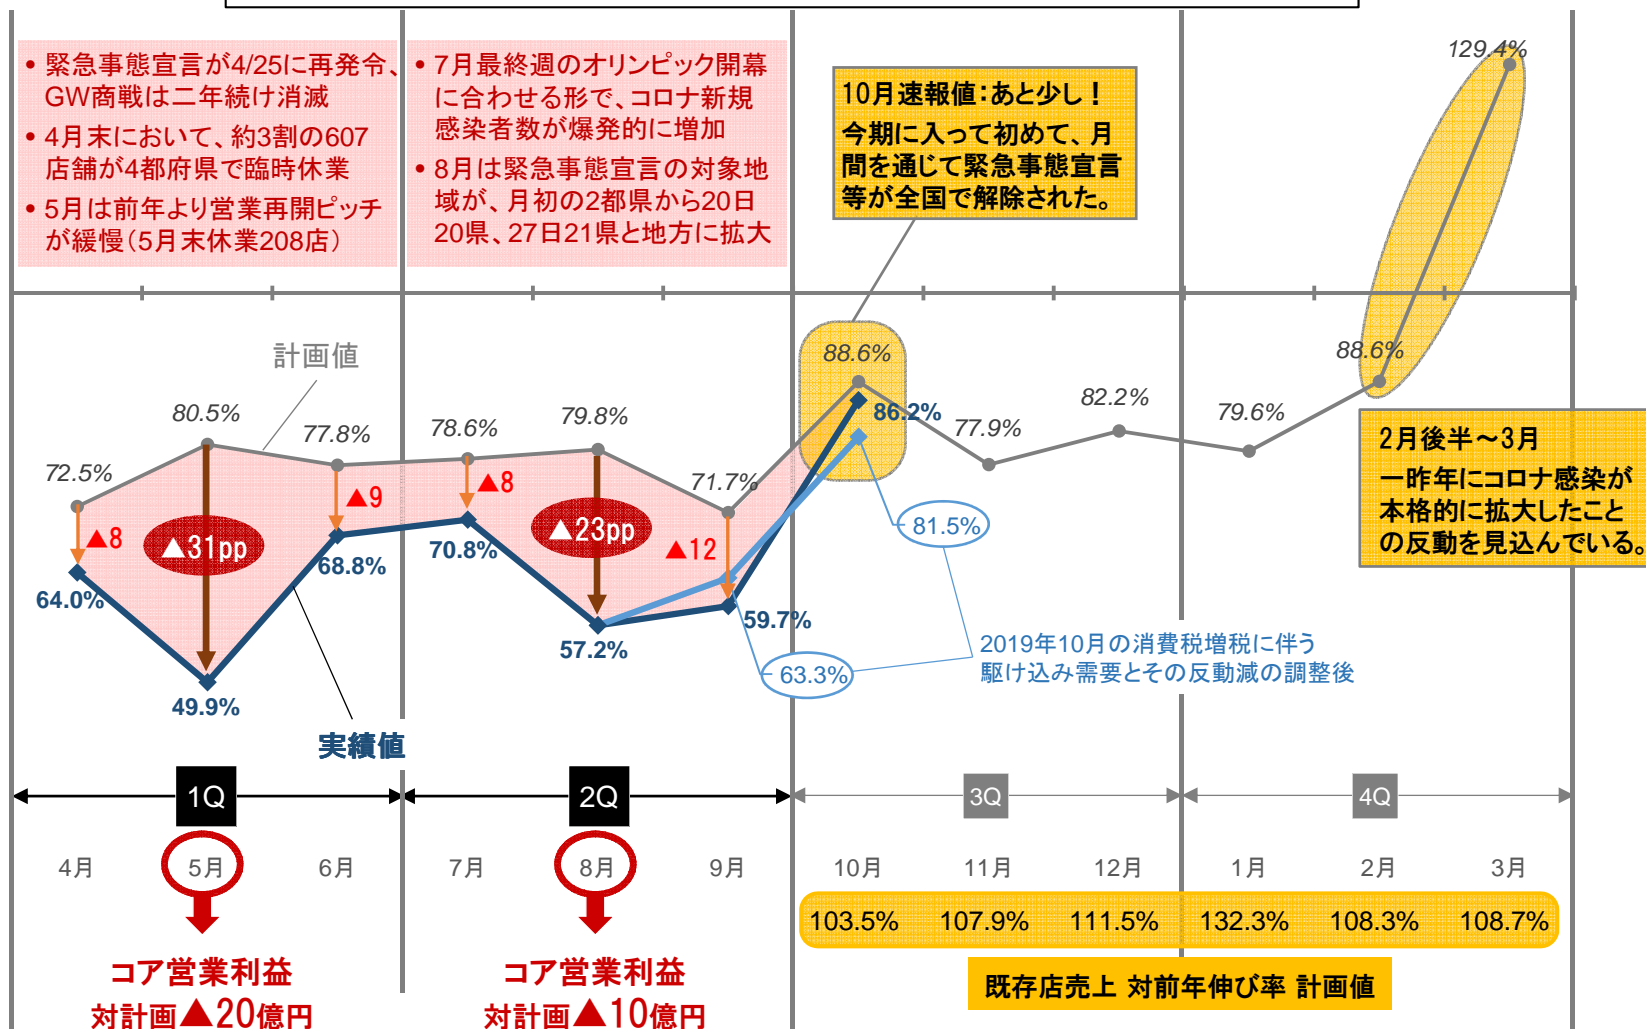 • 緊急事態宣言が4/25に再発令、
GW商戦は二年続け消滅
• 4月末において、約3割の607
店舗が4都府県で臨時休業
• 5月は前年より営業再開ピッチ
が緩慢（5月末休業208店）
• 7月最終週のオリンピック開幕
に合わせる形で、コロナ新規
感染者数が爆発的に増加
• 8月は緊急事態宣言の対象地
域が、月初の2都県から20日
20県、27日21県と地方に拡大
10月速報値：あと少し！
今期に入って初めて、月
間を通じて緊急事態宣言
等が全国で解除された。
129.4%
計画値
72.5%
80.5%
77.8%
78.6%
79.8%
71.7%
88.6%
77.9%
82.2%
79.6%
88.6%
2月後半～3月
一昨年にコロナ感染が
本格的に拡大したこと
の反動を見込んでいる。
▲8
▲31pp
▲9
▲8
▲23pp
▲12
64.0%
49.9%
68.8%
70.8%
57.2%
59.7%
86.2%
81.5%
63.3%
2019年10月の消費税増税に伴う
駆け込み需要とその反動減の調整後
実績値
1Q
2Q
3Q
4Q
4月
5月
6月
7月
8月
9月
10月
11月
12月
1月
2月
3月
103.5%
107.9%
111.5%
132.3%
108.3%
108.7%
コア営業利益
対計画▲20億円
コア営業利益
対計画▲10億円
既存店売上 対前年伸び率 計画値